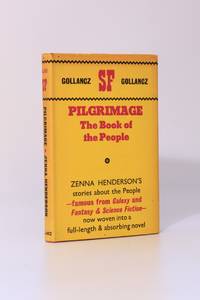 GOLLANCZ SF GOLLANCZ
PILGRIMAGE
The Book of
the People
ZENNA HENDERSON'S
stories about the People
—famous from Galaxy and
Fantasy & Science Fiction—
now woven into a
full-length & absorbing novel
SF
PILGRIMAGE • ZENNA HENDERSON